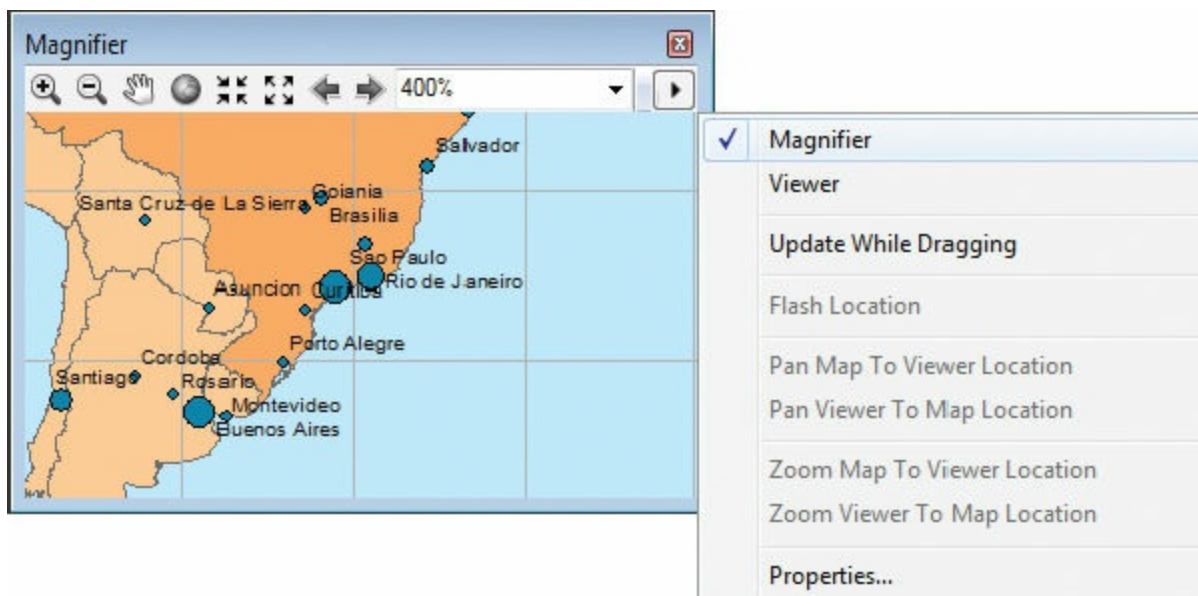 Magnifier
400%
Salvador
Goiania
Santa Cruz de La Sierra
Brasilia
Sao Paulo
Rio de Janeiro
Asuncion
Curitiba
Porto Alegre
Cordoba
Santiago
Rosario
Montevideo
Buenos Aires
Magnifier
Viewer
Update While Dragging
Flash Location
Pan Map To Viewer Location
Pan Viewer To Map Location
Zoom Map To Viewer Location
Zoom Viewer To Map Location
Properties...